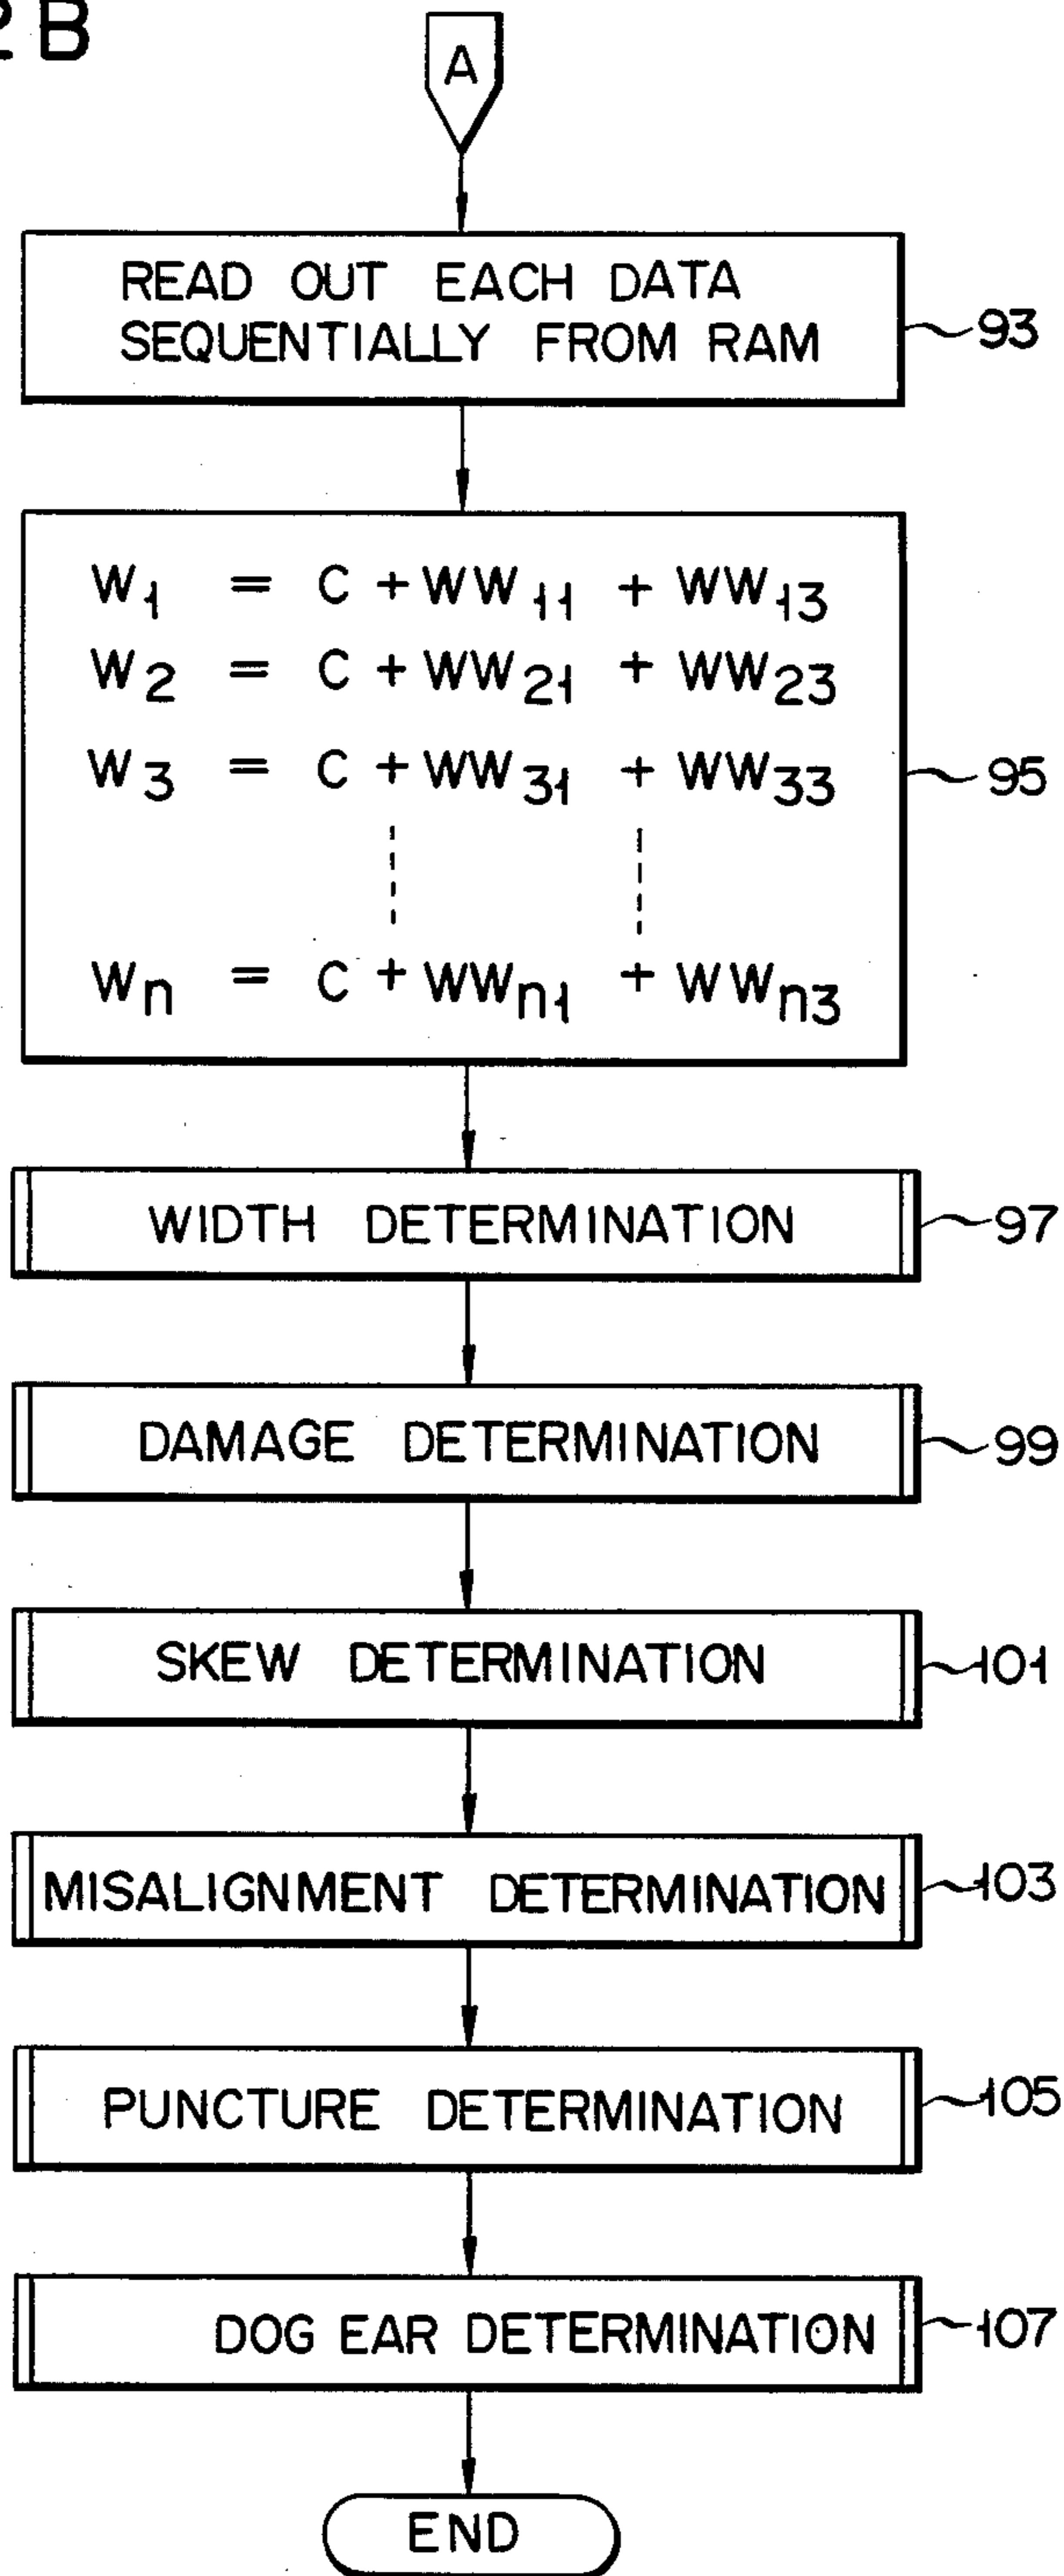 2B
A
READ OUT EACH DATA
SEQUENTIALLY FROM RAM
93
W1 = C + WW11 + WW13
W2 = C + WW21 + WW23
W3 = C + WW31 + WW33
95
Wn = C + WWn1 + WWn3
WIDTH DETERMINATION
97
DAMAGE DETERMINATION
99
SKEW DETERMINATION
101
MISALIGNMENT DETERMINATION
103
PUNCTURE DETERMINATION
105
DOG EAR DETERMINATION
107
END